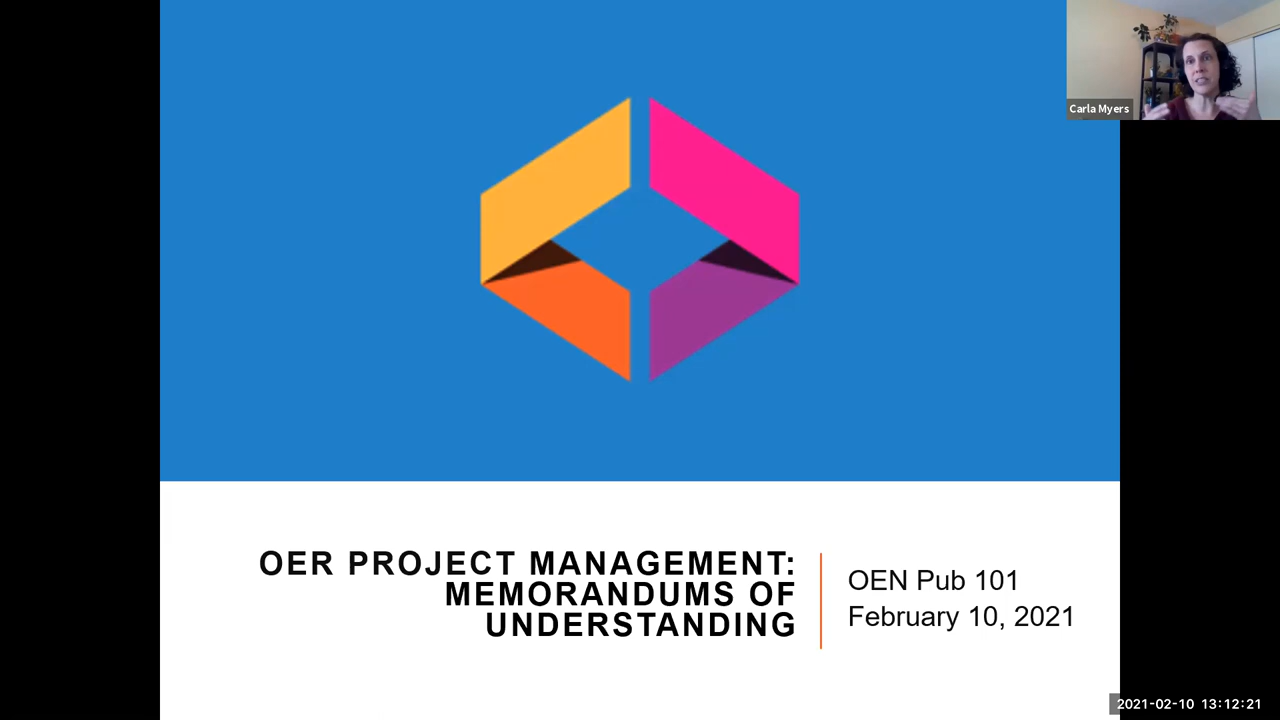 Carla Myers
OER PROJECT MANAGEMENT:
MEMORANDUMS OF
UNDERSTANDING
OEN Pub 101
February 10, 2021
2021-02-10 13:12:21